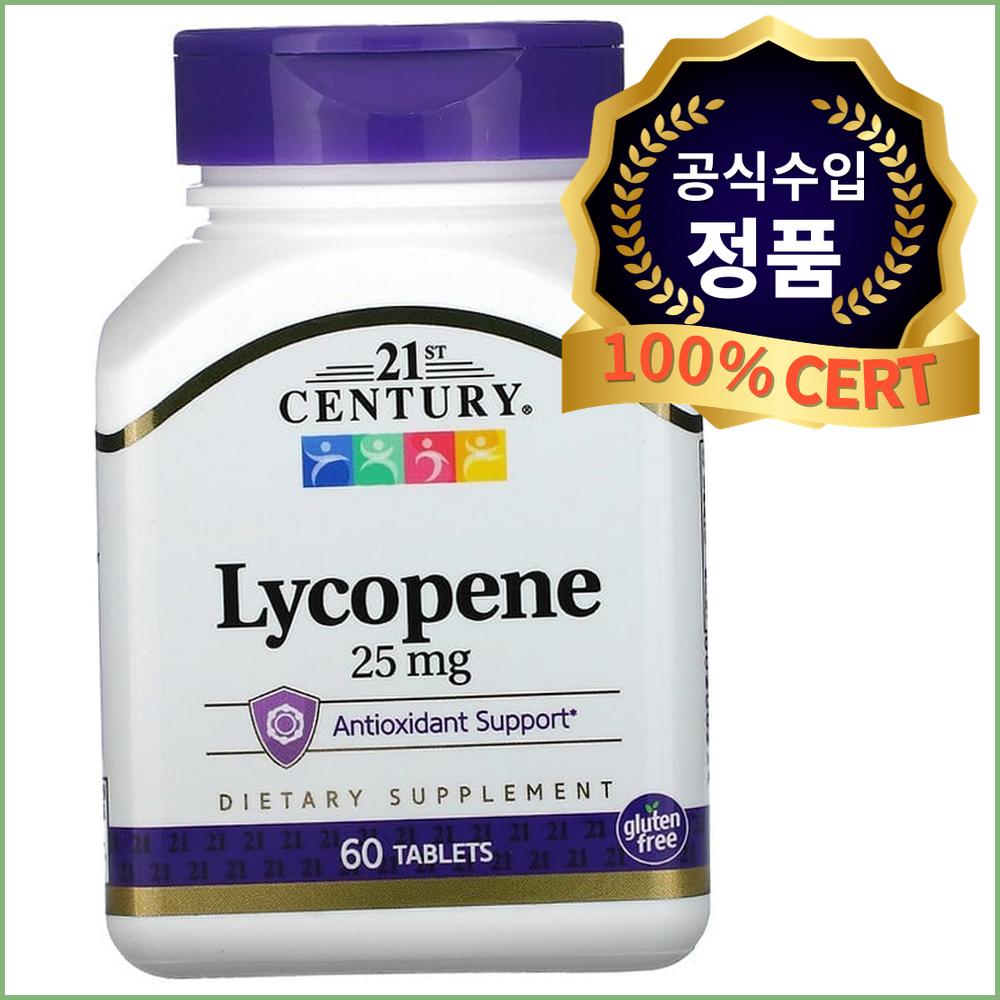 21ST
CENTURY®
Lycopene
25 mg
Antioxidant Support*
DIETARY SUPPLEMENT
gluten
free
60 TABLETS
공식수입
정품
100% CERT